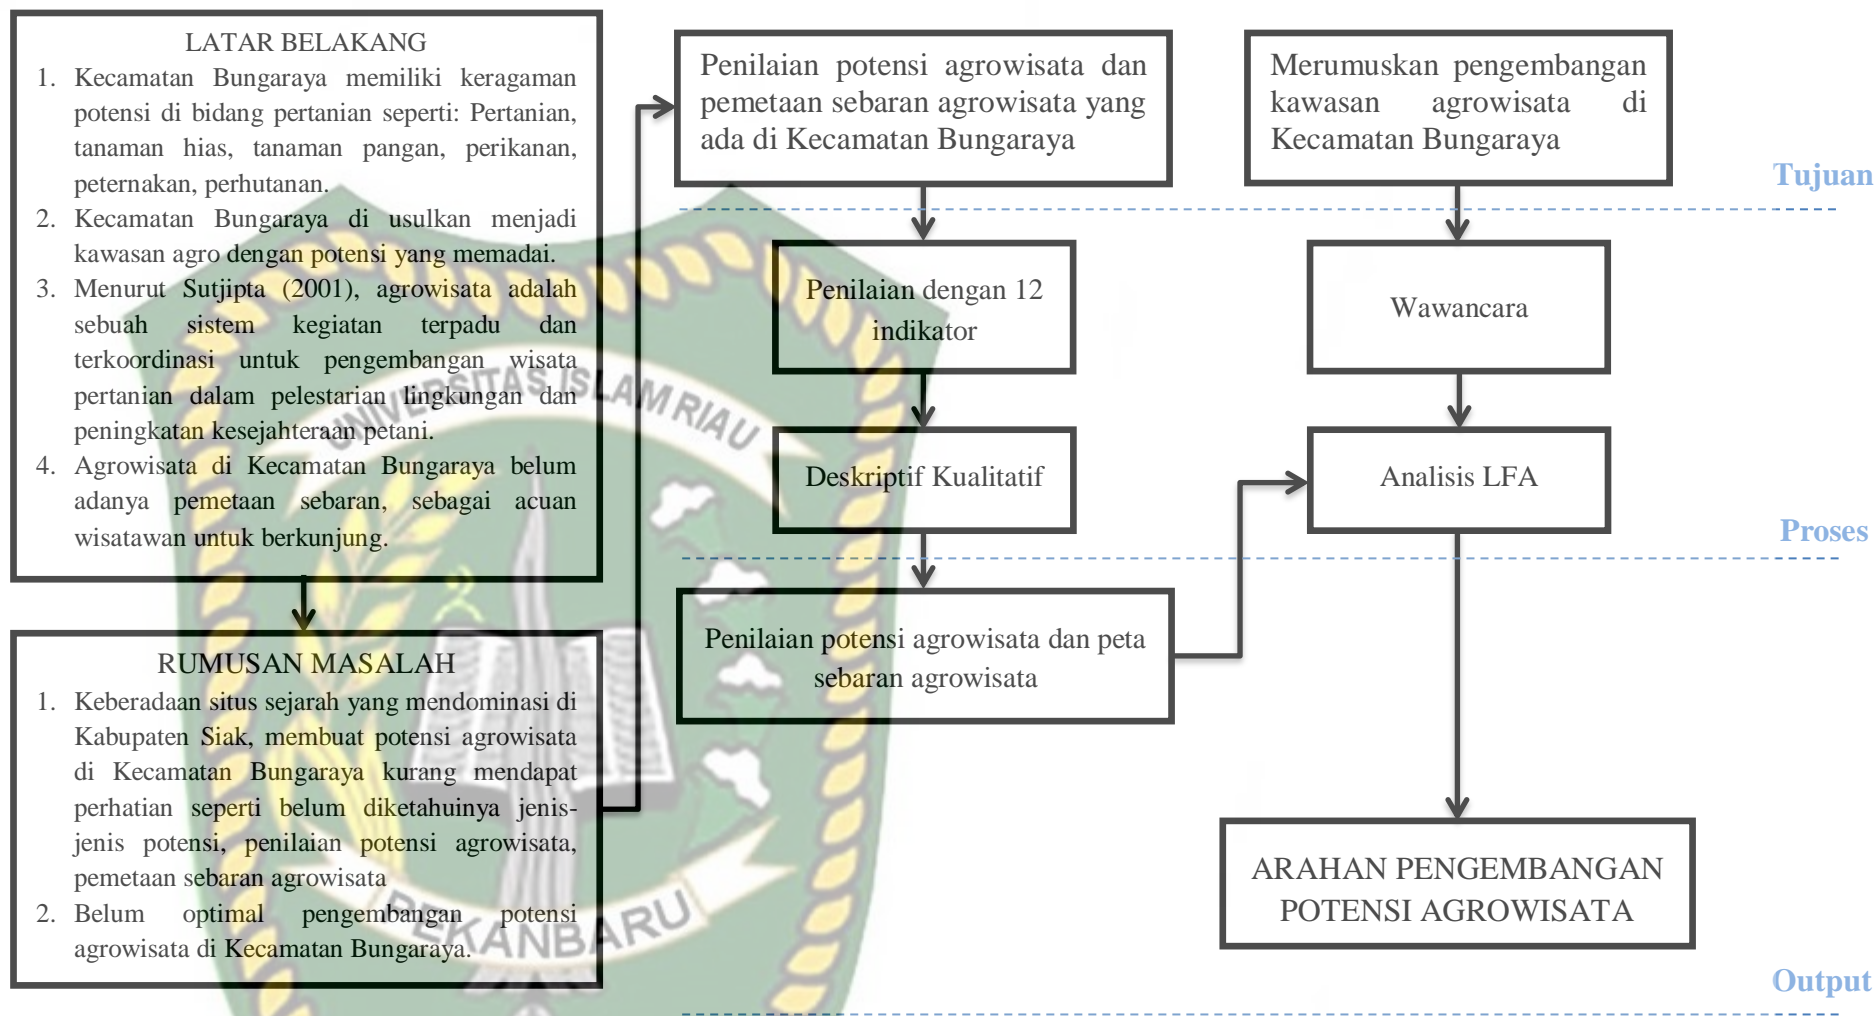 LATAR BELAKANG
1. Kecamatan Bungaraya memiliki keragaman
potensi di bidang pertanian seperti: Pertanian,
tanaman hias, tanaman pangan, perikanan,
peternakan, perhutanan.
2. Kecamatan Bungaraya di usulkan menjadi
kawasan agro dengan potensi yang memadai.
3. Menurut Sutjipta (2001), agrowisata adalah
sebuah sistem kegiatan terpadu dan
terkoordinasi untuk pengembangan wisata
pertanian dalam pelestarian lingkungan dan
peningkatan kesejahteraan petani.
4. Agrowisata di Kecamatan Bungaraya belum
adanya pemetaan sebaran, sebagai acuan
wisatawan untuk berkunjung.
RUMUSAN MASALAH
1. Keberadaan situs sejarah yang mendominasi di
Kabupaten Siak, membuat potensi agrowisata
di Kecamatan Bungaraya kurang mendapat
perhatian seperti belum diketahuinya jenis-
jenis potensi, penilaian potensi agrowisata,
pemetaan sebaran agrowisata
2. Belum optimal pengembangan potensi
agrowisata di Kecamatan Bungaraya.
Penilaian potensi agrowisata dan
pemetaan sebaran agrowisata yang
ada di Kecamatan Bungaraya
Merumuskan pengembangan
kawasan agrowisata di
Kecamatan Bungaraya
Tujuan
Penilaian dengan 12
indikator
Wawancara
Deskriptif Kualitatif
Analisis LFA
Proses
Penilaian potensi agrowisata dan peta
sebaran agrowisata
ARAHAN PENGEMBANGAN
POTENSI AGROWISATA
Output
UNIVERSITAS ISLAM RIAU
PEKANBARU